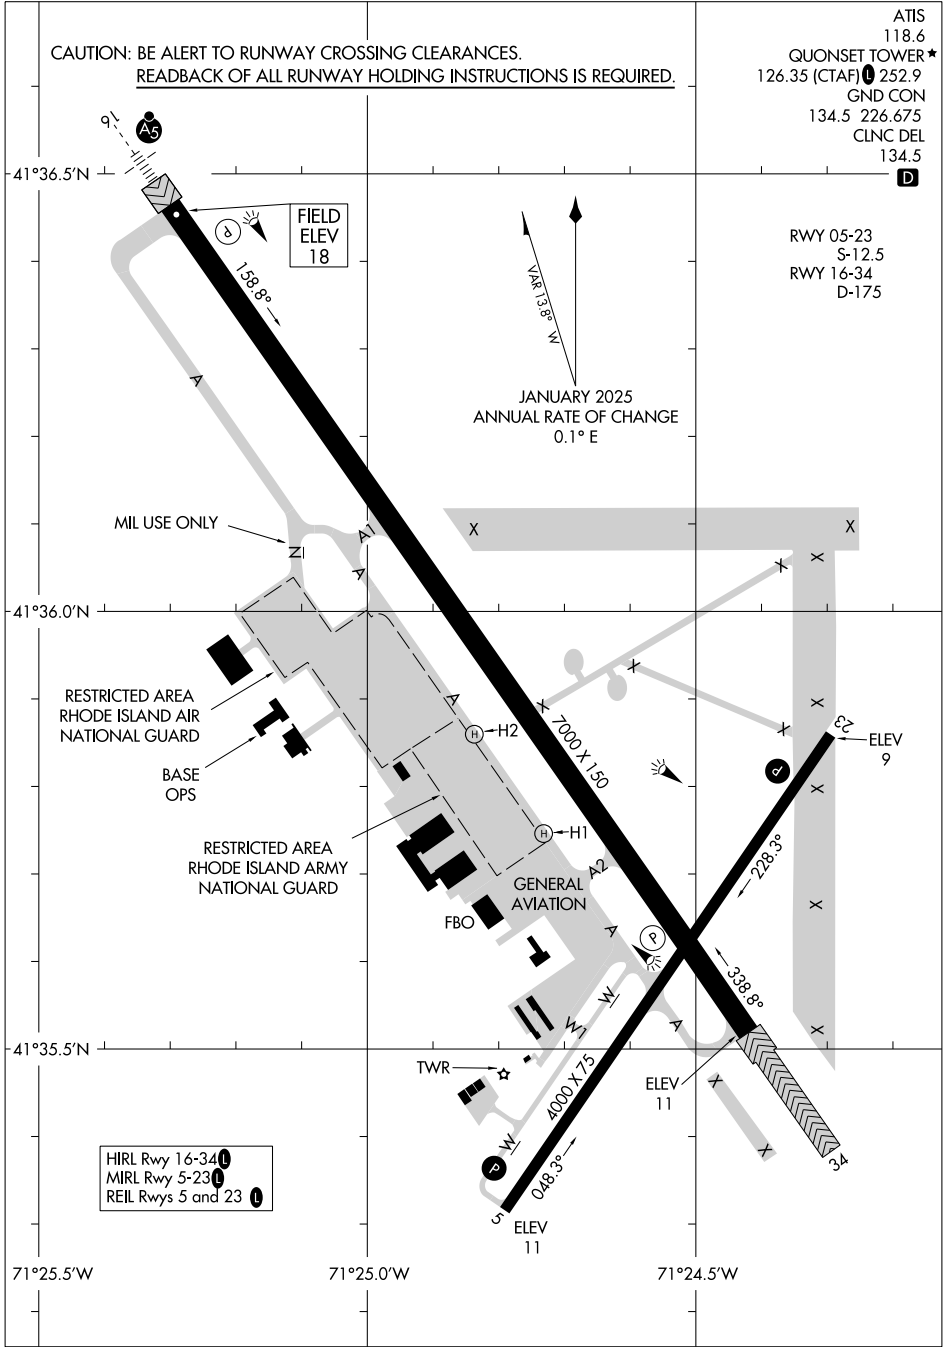 CAUTION: BE ALERT TO RUNWAY CROSSING CLEARANCES.
READBACK OF ALL RUNWAY HOLDING INSTRUCTIONS IS REQUIRED.
ATIS
118.6
QUONSET TOWER★
126.35 (CTAF) L 252.9
GND CON
134.5 226.675
CLNC DEL
134.5
D
RWY 05-23
S-12.5
RWY 16-34
D-175
16
A5
41°36.5'N
FIELD
ELEV
18
P
158.8°
VAR 13.8° W
JANUARY 2025
ANNUAL RATE OF CHANGE
0.1° E
A
MIL USE ONLY
N
A1
A
X
X
X
X
41°36.0'N
X
RESTRICTED AREA
RHODE ISLAND AIR
NATIONAL GUARD
A
H
H2
X
7000 X 150
X
X
23
ELEV
9
BASE
OPS
P
X
RESTRICTED AREA
RHODE ISLAND ARMY
NATIONAL GUARD
H
H1
A2
228.3°
GENERAL
AVIATION
FBO
A
P
X
338.8°
W
W1
A
X
41°35.5'N
TWR
4000 X 75
ELEV
11
X
X
34
W
P
048.3°
5
ELEV
11
HIRL Rwy 16-34 L
MIRL Rwy 5-23 L
REIL Rwys 5 and 23 L
71°25.5'W
71°25.0'W
71°24.5'W